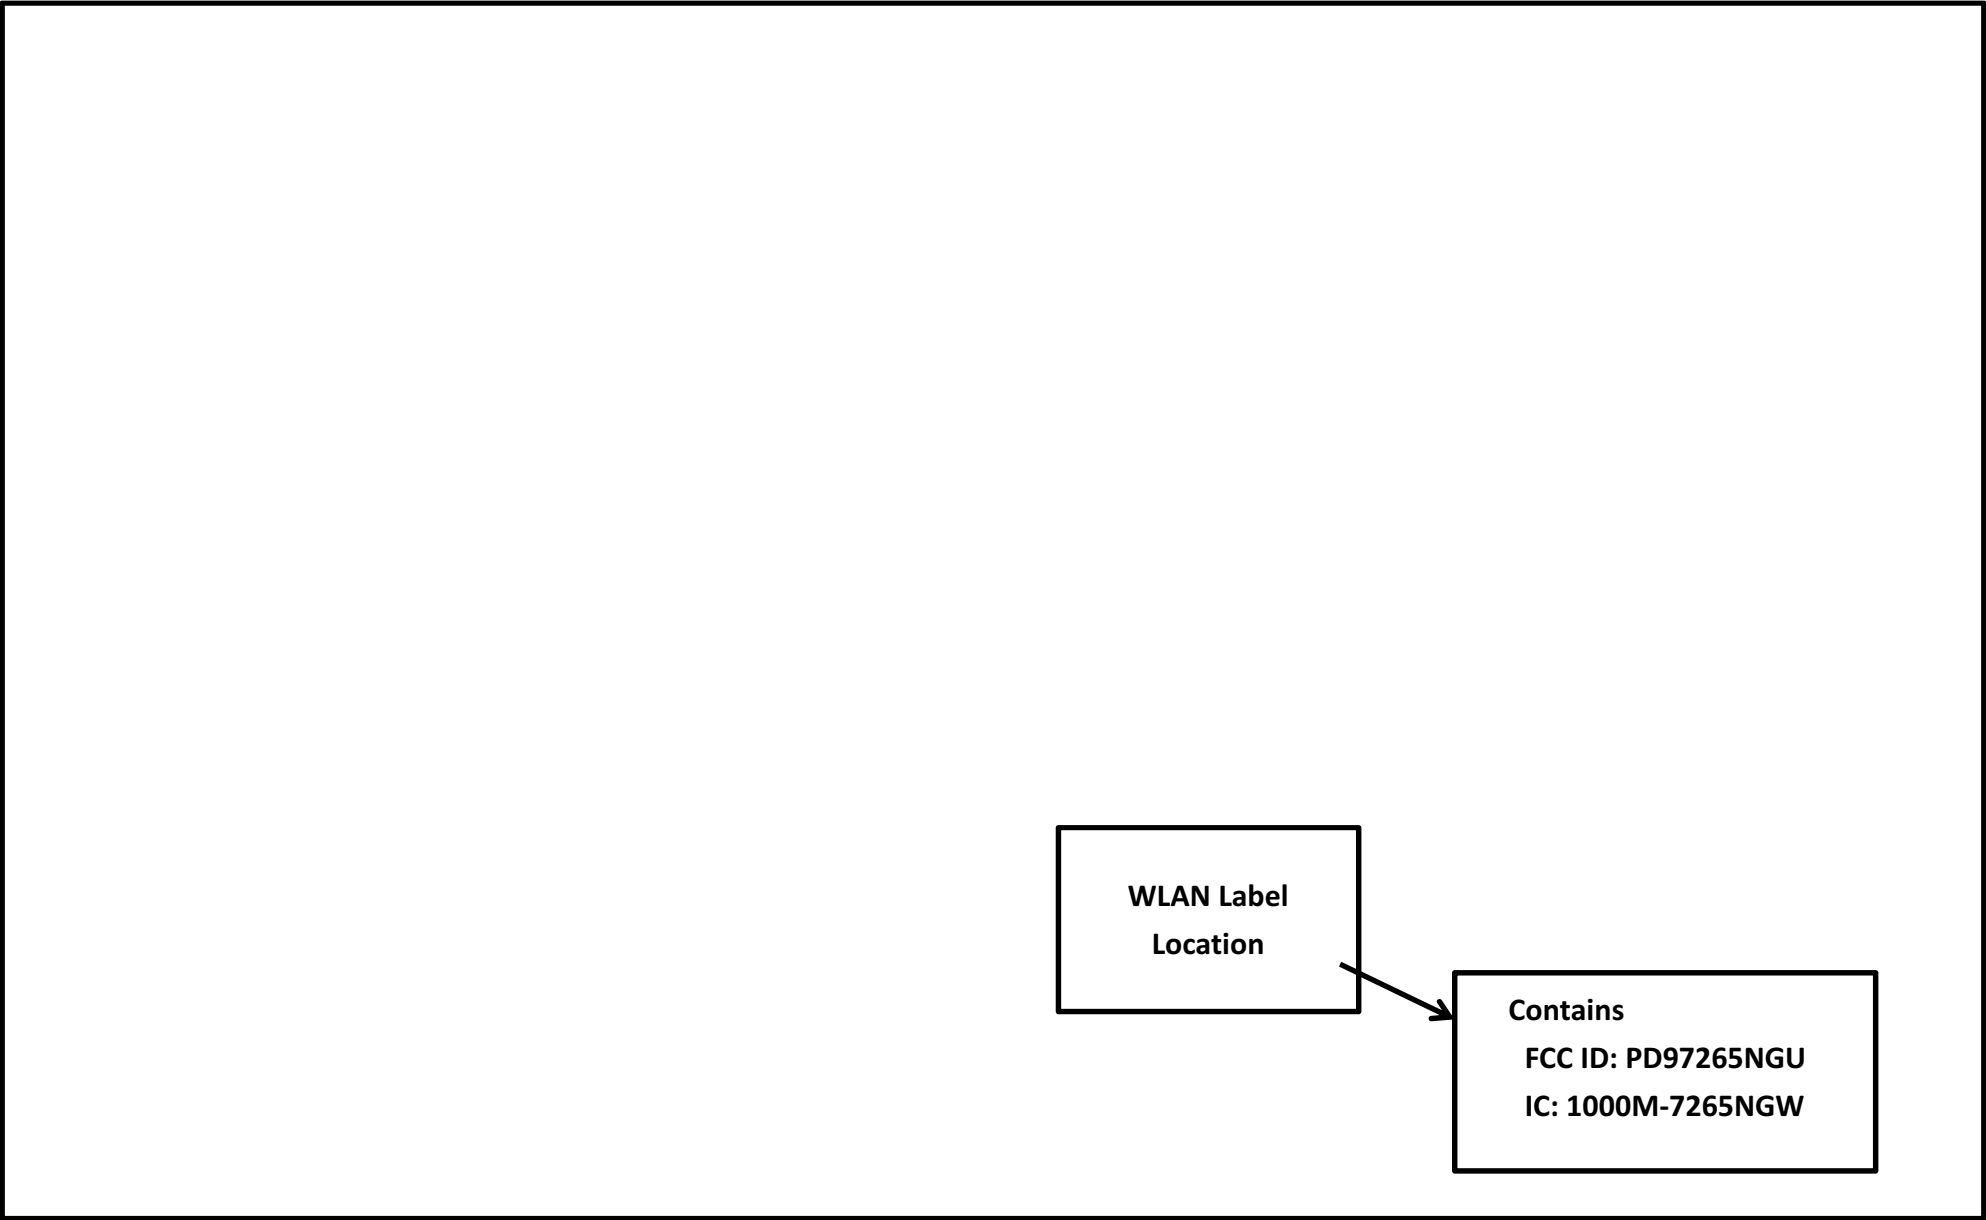 WLAN Label
Location
Contains
FCC ID: PD97265NGU
IC: 1000M-7265NGW